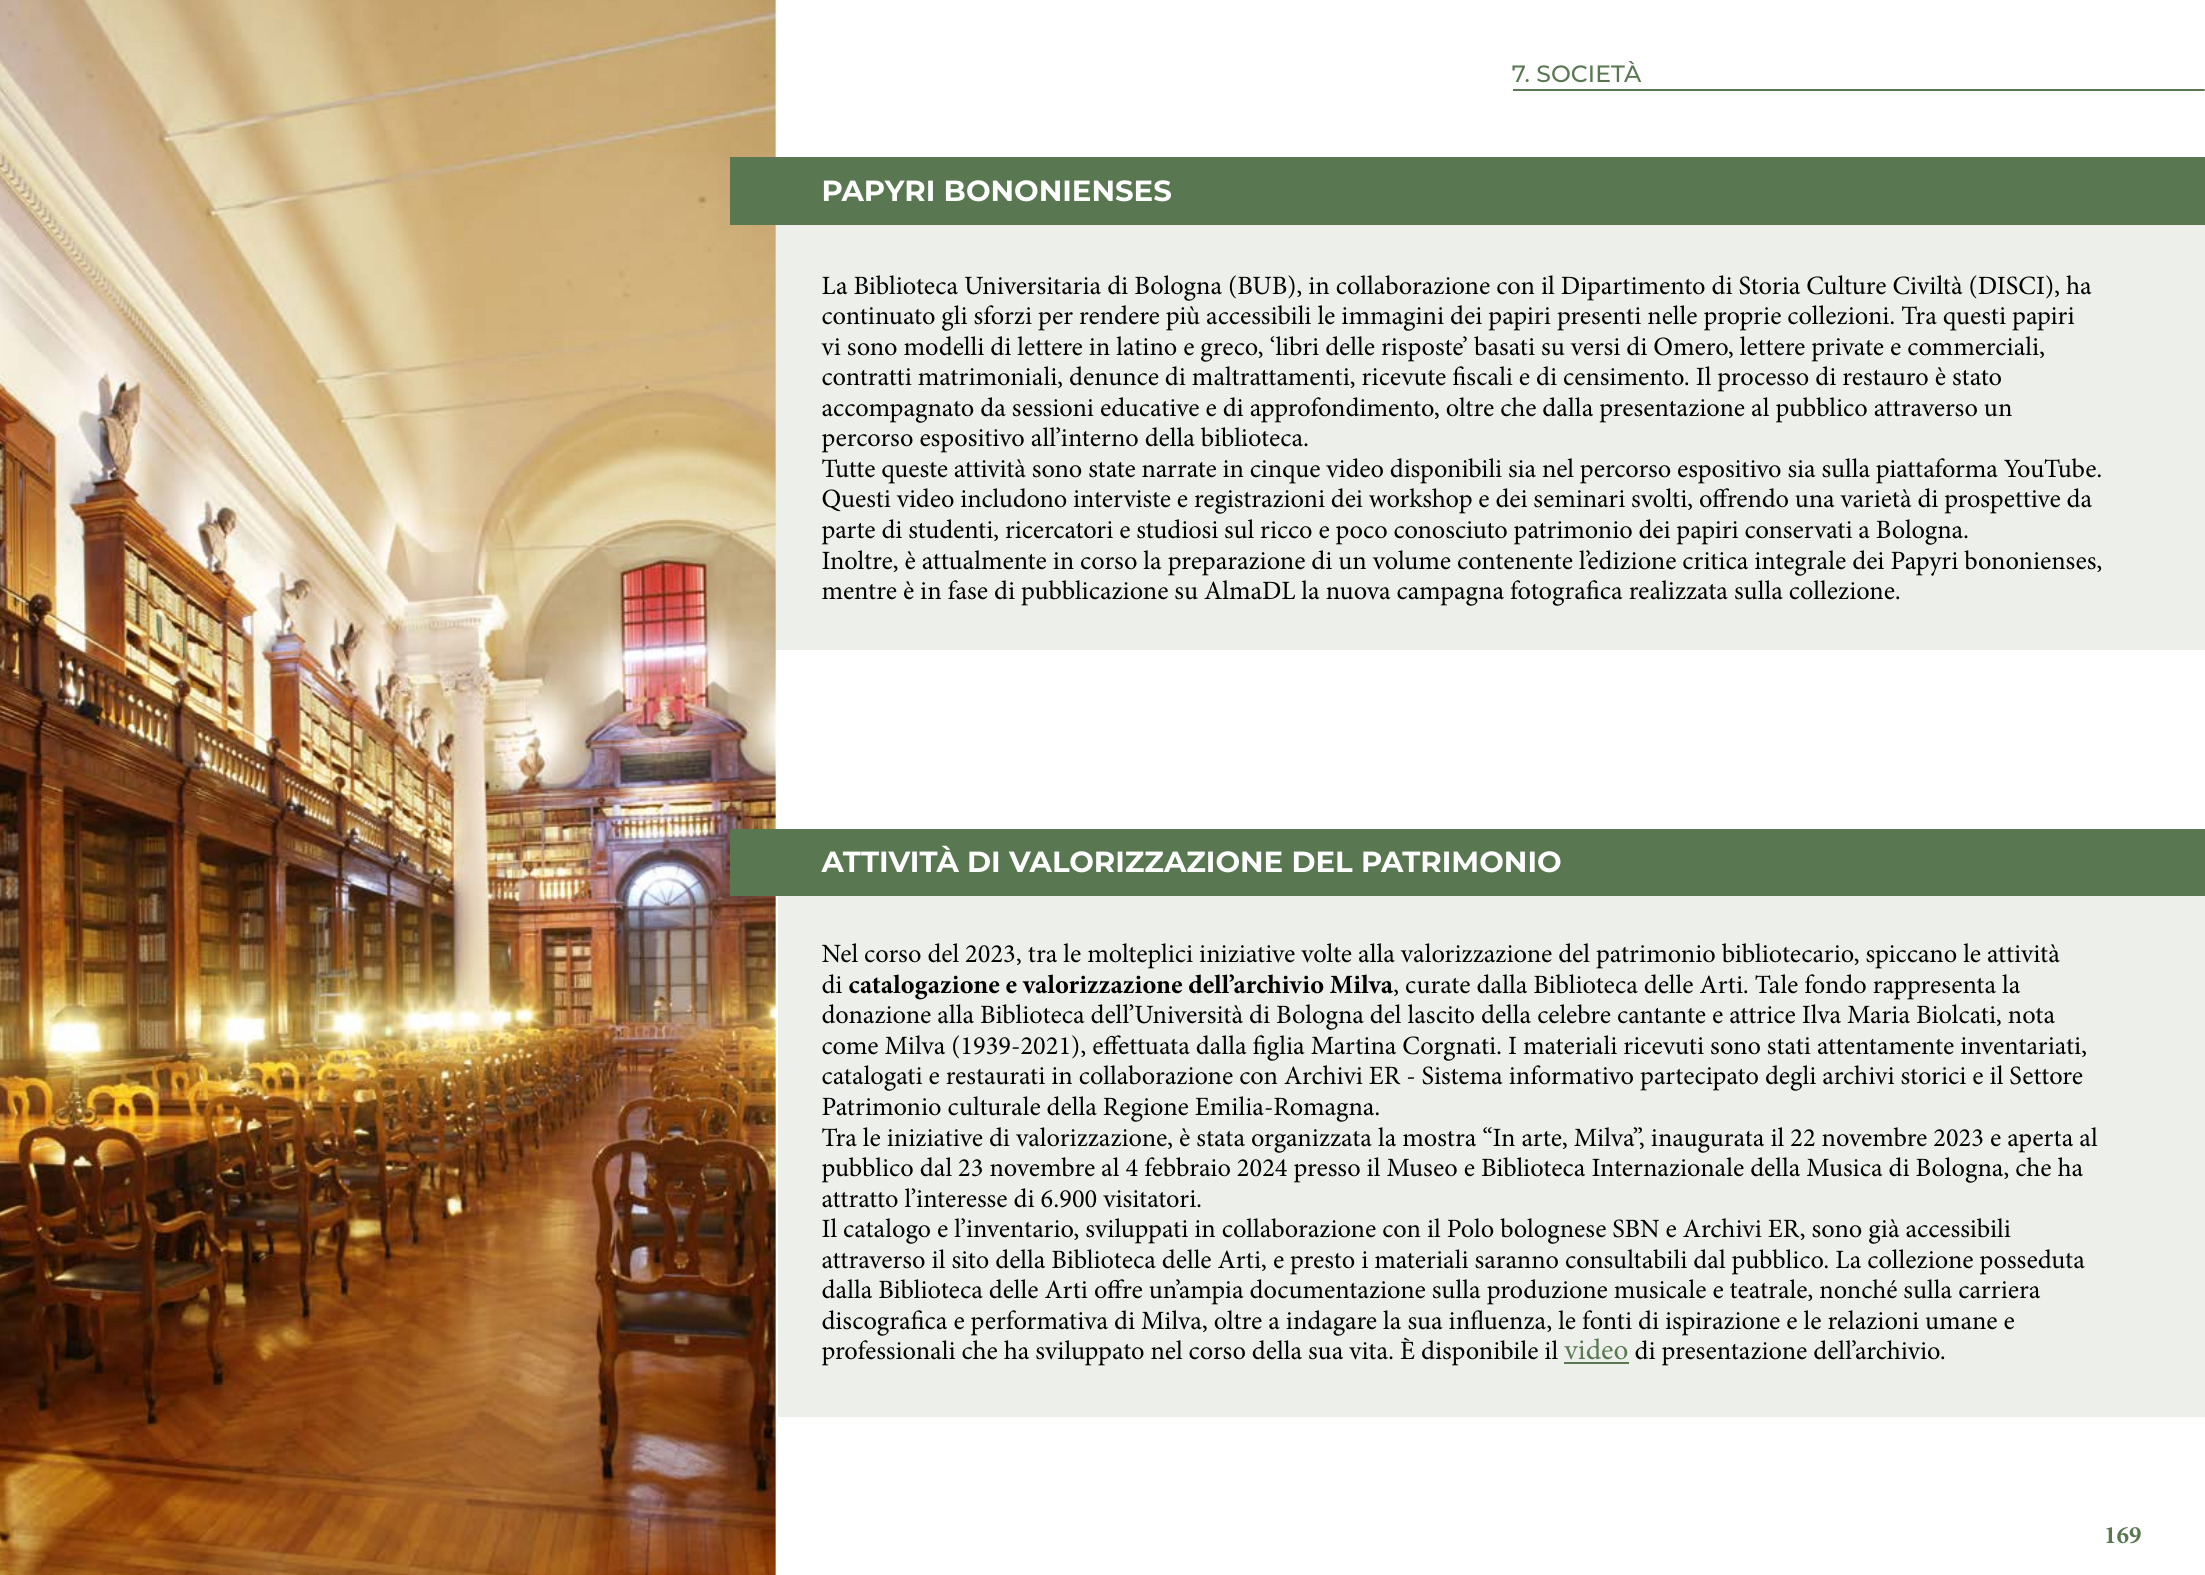 7. SOCIETÀ
PAPYRI BONONIENSES
La Biblioteca Universitaria di Bologna (BUB), in collaborazione con il Dipartimento di Storia Culture Civiltà (DISCI), ha
continuato gli sforzi per rendere più accessibili le immagini dei papiri presenti nelle proprie collezioni. Tra questi papiri
vi sono modelli di lettere in latino e greco, ‘libri delle risposte’ basati su versi di Omero, lettere private e commerciali,
contratti matrimoniali, denunce di maltrattamenti, ricevute fiscali e di censimento. Il processo di restauro è stato
accompagnato da sessioni educative e di approfondimento, oltre che dalla presentazione al pubblico attraverso un
percorso espositivo all’interno della biblioteca.
Tutte queste attività sono state narrate in cinque video disponibili sia nel percorso espositivo sia sulla piattaforma YouTube.
Questi video includono interviste e registrazioni dei workshop e dei seminari svolti, offrendo una varietà di prospettive da
parte di studenti, ricercatori e studiosi sul ricco e poco conosciuto patrimonio dei papiri conservati a Bologna.
Inoltre, è attualmente in corso la preparazione di un volume contenente l’edizione critica integrale dei Papyri bononienses,
mentre è in fase di pubblicazione su AlmaDL la nuova campagna fotografica realizzata sulla collezione.
ATTIVITÀ DI VALORIZZAZIONE DEL PATRIMONIO
Nel corso del 2023, tra le molteplici iniziative volte alla valorizzazione del patrimonio bibliotecario, spiccano le attività
di catalogazione e valorizzazione dell’archivio Milva, curate dalla Biblioteca delle Arti. Tale fondo rappresenta la
donazione alla Biblioteca dell’Università di Bologna del lascito della celebre cantante e attrice Ilva Maria Biolcati, nota
come Milva (1939-2021), effettuata dalla figlia Martina Corgnati. I materiali ricevuti sono stati attentamente inventariati,
catalogati e restaurati in collaborazione con Archivi ER - Sistema informativo partecipato degli archivi storici e il Settore
Patrimonio culturale della Regione Emilia-Romagna.
Tra le iniziative di valorizzazione, è stata organizzata la mostra “In arte, Milva”, inaugurata il 22 novembre 2023 e aperta al
pubblico dal 23 novembre al 4 febbraio 2024 presso il Museo e Biblioteca Internazionale della Musica di Bologna, che ha
attratto l’interesse di 6.900 visitatori.
Il catalogo e l’inventario, sviluppati in collaborazione con il Polo bolognese SBN e Archivi ER, sono già accessibili
attraverso il sito della Biblioteca delle Arti, e presto i materiali saranno consultabili dal pubblico. La collezione posseduta
dalla Biblioteca delle Arti offre un’ampia documentazione sulla produzione musicale e teatrale, nonché sulla carriera
discografica e performativa di Milva, oltre a indagare la sua influenza, le fonti di ispirazione e le relazioni umane e
professionali che ha sviluppato nel corso della sua vita. È disponibile il video di presentazione dell’archivio.
169